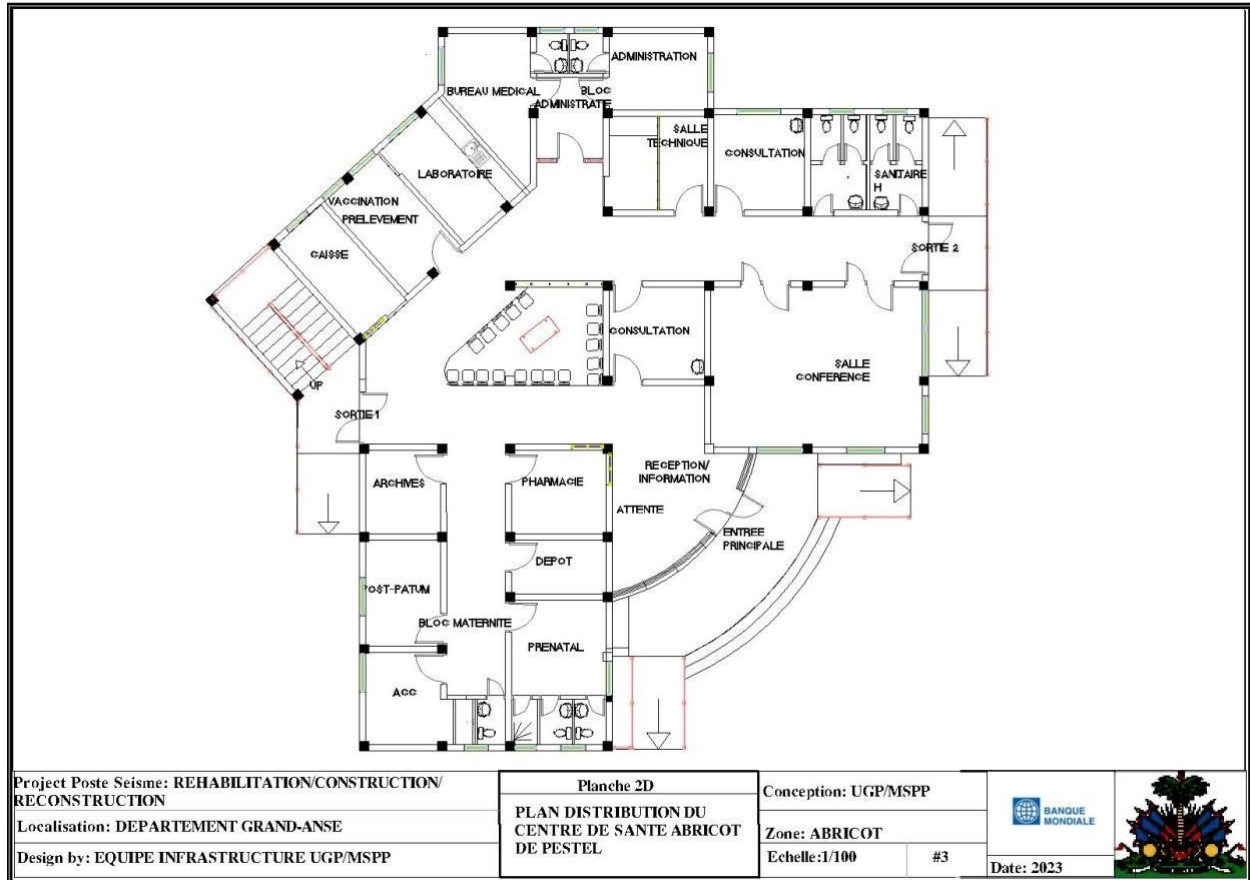 ADMINISTRATION
BUREAU MEDICAL
BLOC
ADMINISTRATIF
SALLE
TECHNIQUE
CONSULTATION
SANITAIRE
H
LABORATOIRE
VACCINATION
PRELEVEMENT
CAISSE
SORTIE 2
CONSULTATION
SALLE
CONFERENCE
UP
SORTIE 1
RECEPTION/
INFORMATION
ARCHIVES
PHARMACIE
ATTENTE
ENTREE
PRINCIPALE
DEPOT
POST-PATUM
BLOC MATERNITE
PRENATAL
ACC
Project Poste Seisme: REHABILITATION/CONSTRUCTION/
RECONSTRUCTION
Localisation: DEPARTEMENT GRAND-ANSE
Design by: EQUIPE INFRASTRUCTURE UGP/MSPP
Planche 2D
PLAN DISTRIBUTION DU
CENTRE DE SANTE ABRICOT
DE PESTEL
Conception: UGP/MSPP
Zone: ABRICOT
Echelle:1/100
#3
BANQUE
MONDIALE
Date: 2023